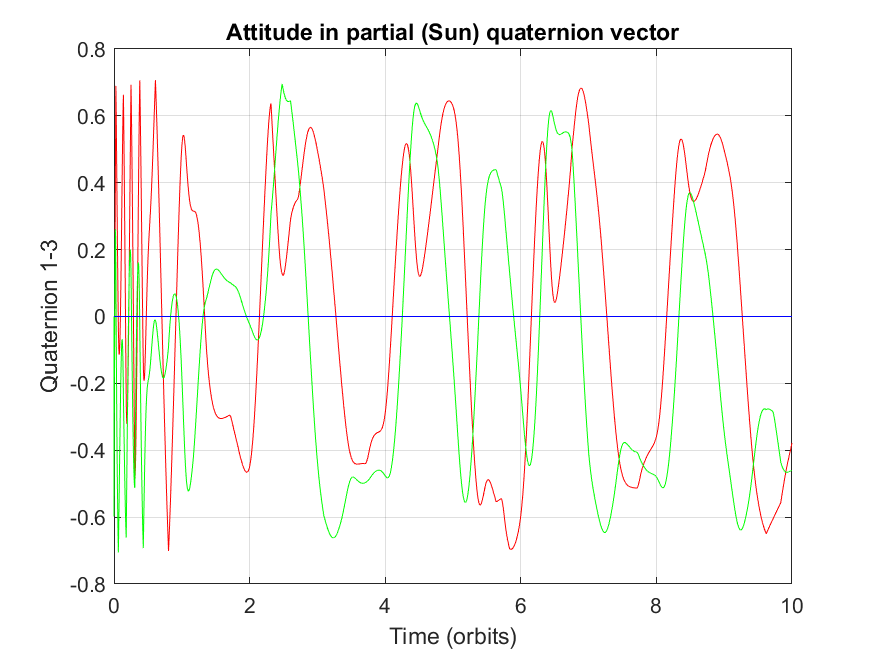 Attitude in partial (Sun) quaternion vector
0.8
0.6
0.4
0.2
0
-0.2
-0.4
-0.6
-0.8
Quaternion 1-3
0 2 4 6 8 10
Time (orbits)